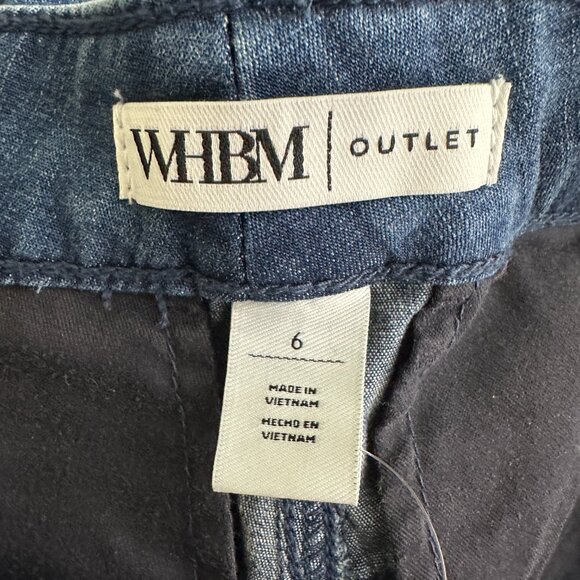 WHBM | OUTLET
6
MADE IN
VIETNAM
HECHO EN
VIETNAM